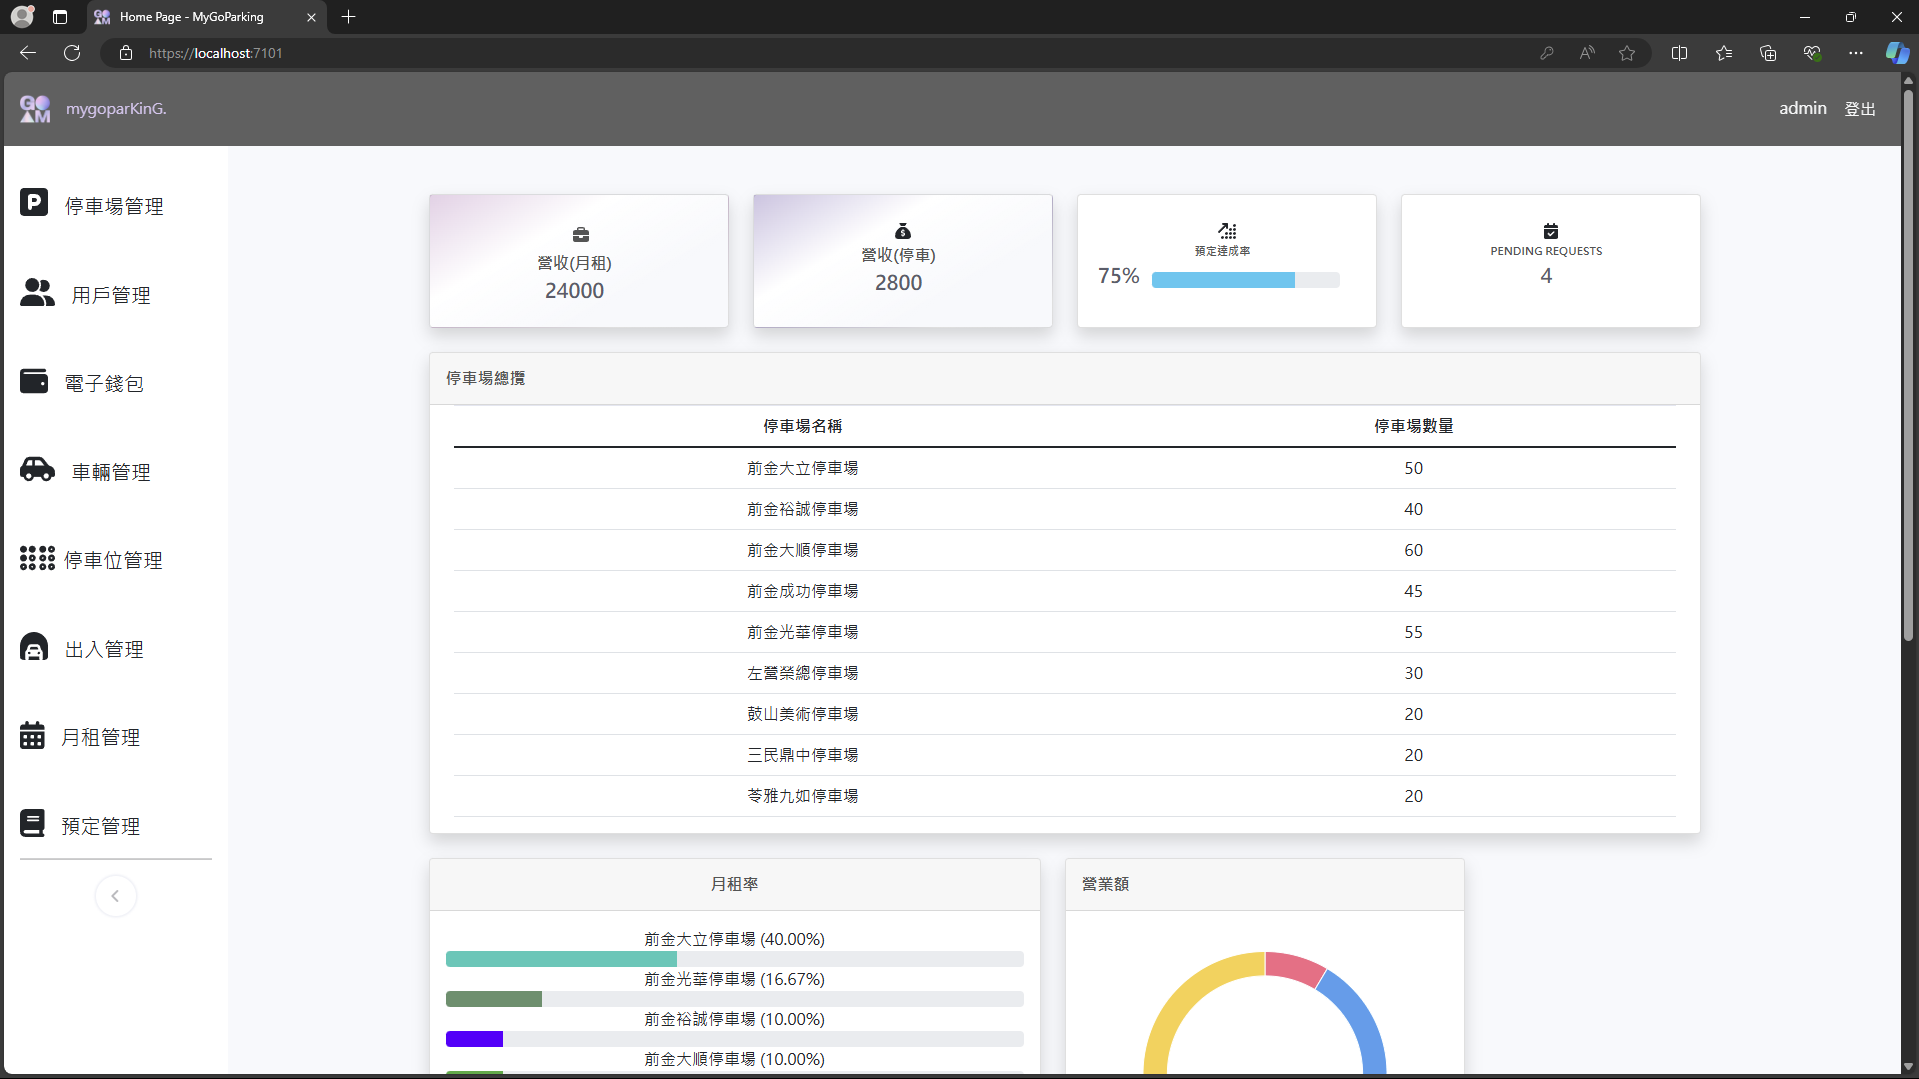 Home Page - MyGoParking
https://localhost:7101
GO
AM
mygoparKinG.
admin 登出
停車場管理
用戶管理
電子錢包
車輛管理
停車位管理
出入管理
月租管理
預定管理
營收(月租)
24000
營收(停車)
2800
預定達成率
75%
PENDING REQUESTS
4
停車場總攬
停車場名稱 停車場數量
前金大立停車場 50
前金裕誠停車場 40
前金大順停車場 60
前金成功停車場 45
前金光華停車場 55
左營榮總停車場 30
鼓山美術停車場 20
三民鼎中停車場 20
苓雅九如停車場 20
月租率
前金大立停車場 (40.00%)
前金光華停車場 (16.67%)
前金裕誠停車場 (10.00%)
前金大順停車場 (10.00%)
營業額